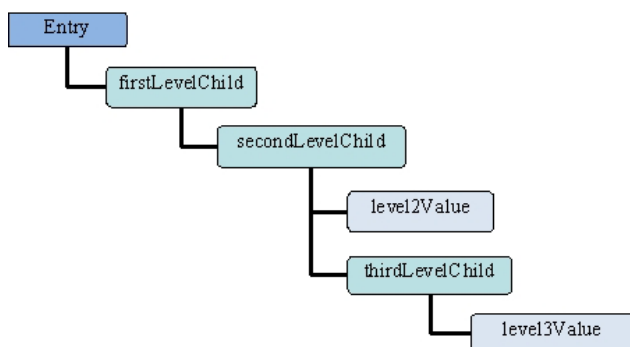 Entry
firstLevelChild
secondLevelChild
level2Value
thirdLevelChild
level3Value